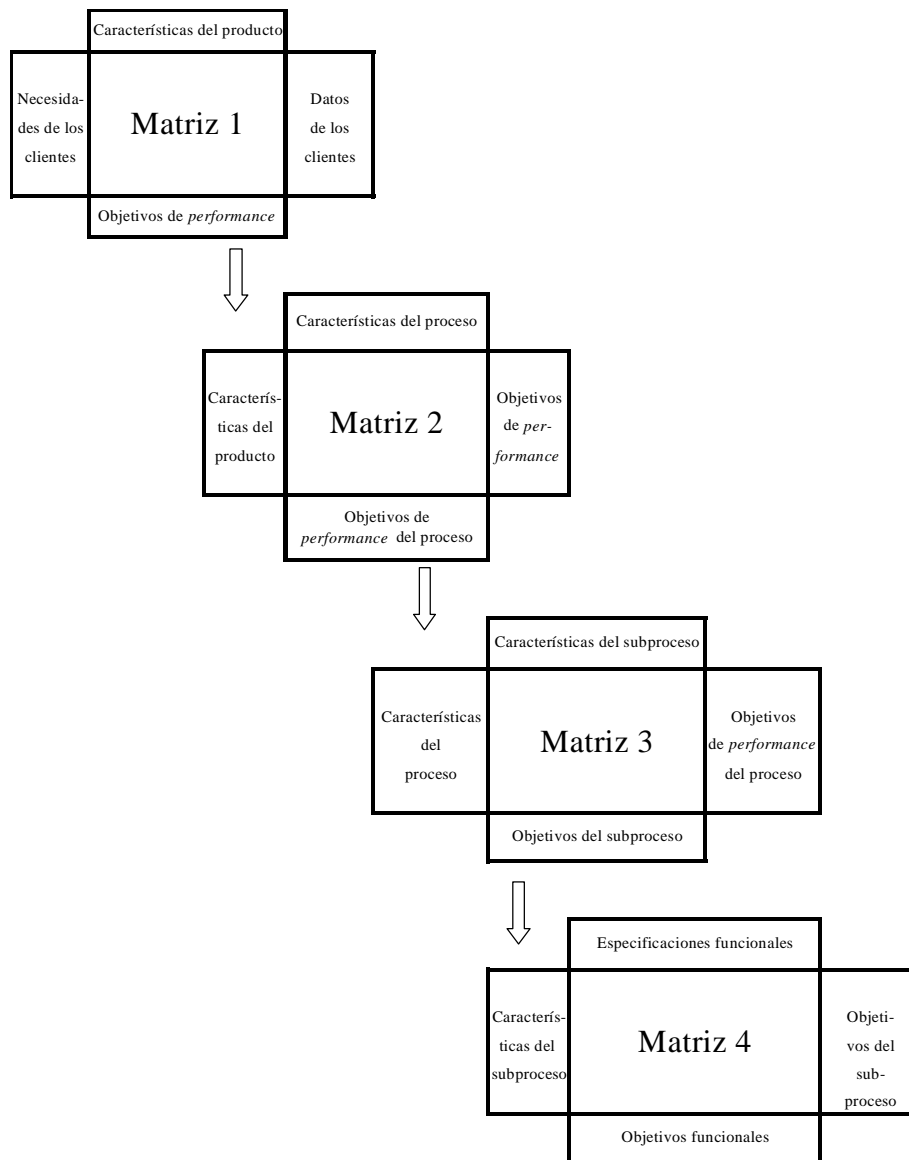 Características del producto
Necesida-
des de los
clientes
Matriz 1
Datos
de los
clientes
Objetivos de performance
Características del proceso
Caracterís-
ticas del
producto
Matriz 2
Objetivos
de per-
formance
Objetivos de
performance del proceso
Características del subproceso
Características
del
proceso
Matriz 3
Objetivos
de performance
del proceso
Objetivos del subproceso
Especificaciones funcionales
Caracterís-
ticas del
subproceso
Matriz 4
Objeti-
vos del
sub-
proceso
Objetivos funcionales